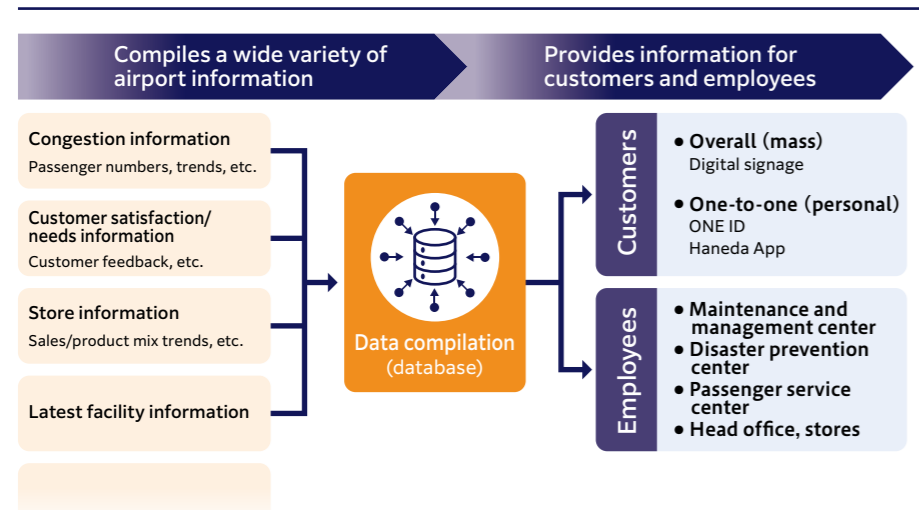 Compiles a wide variety of
airport information
Provides information for
customers and employees
Congestion information
Passenger numbers, trends, etc.
Customer satisfaction/
needs information
Customer feedback, etc.
Store information
Sales/product mix trends, etc.
Latest facility information
Data compilation
(database)
Customers
● Overall (mass)
Digital signage
● One-to-one (personal)
ONE ID
Haneda App
Employees
● Maintenance and
management center
● Disaster prevention
center
● Passenger service
center
● Head office, stores